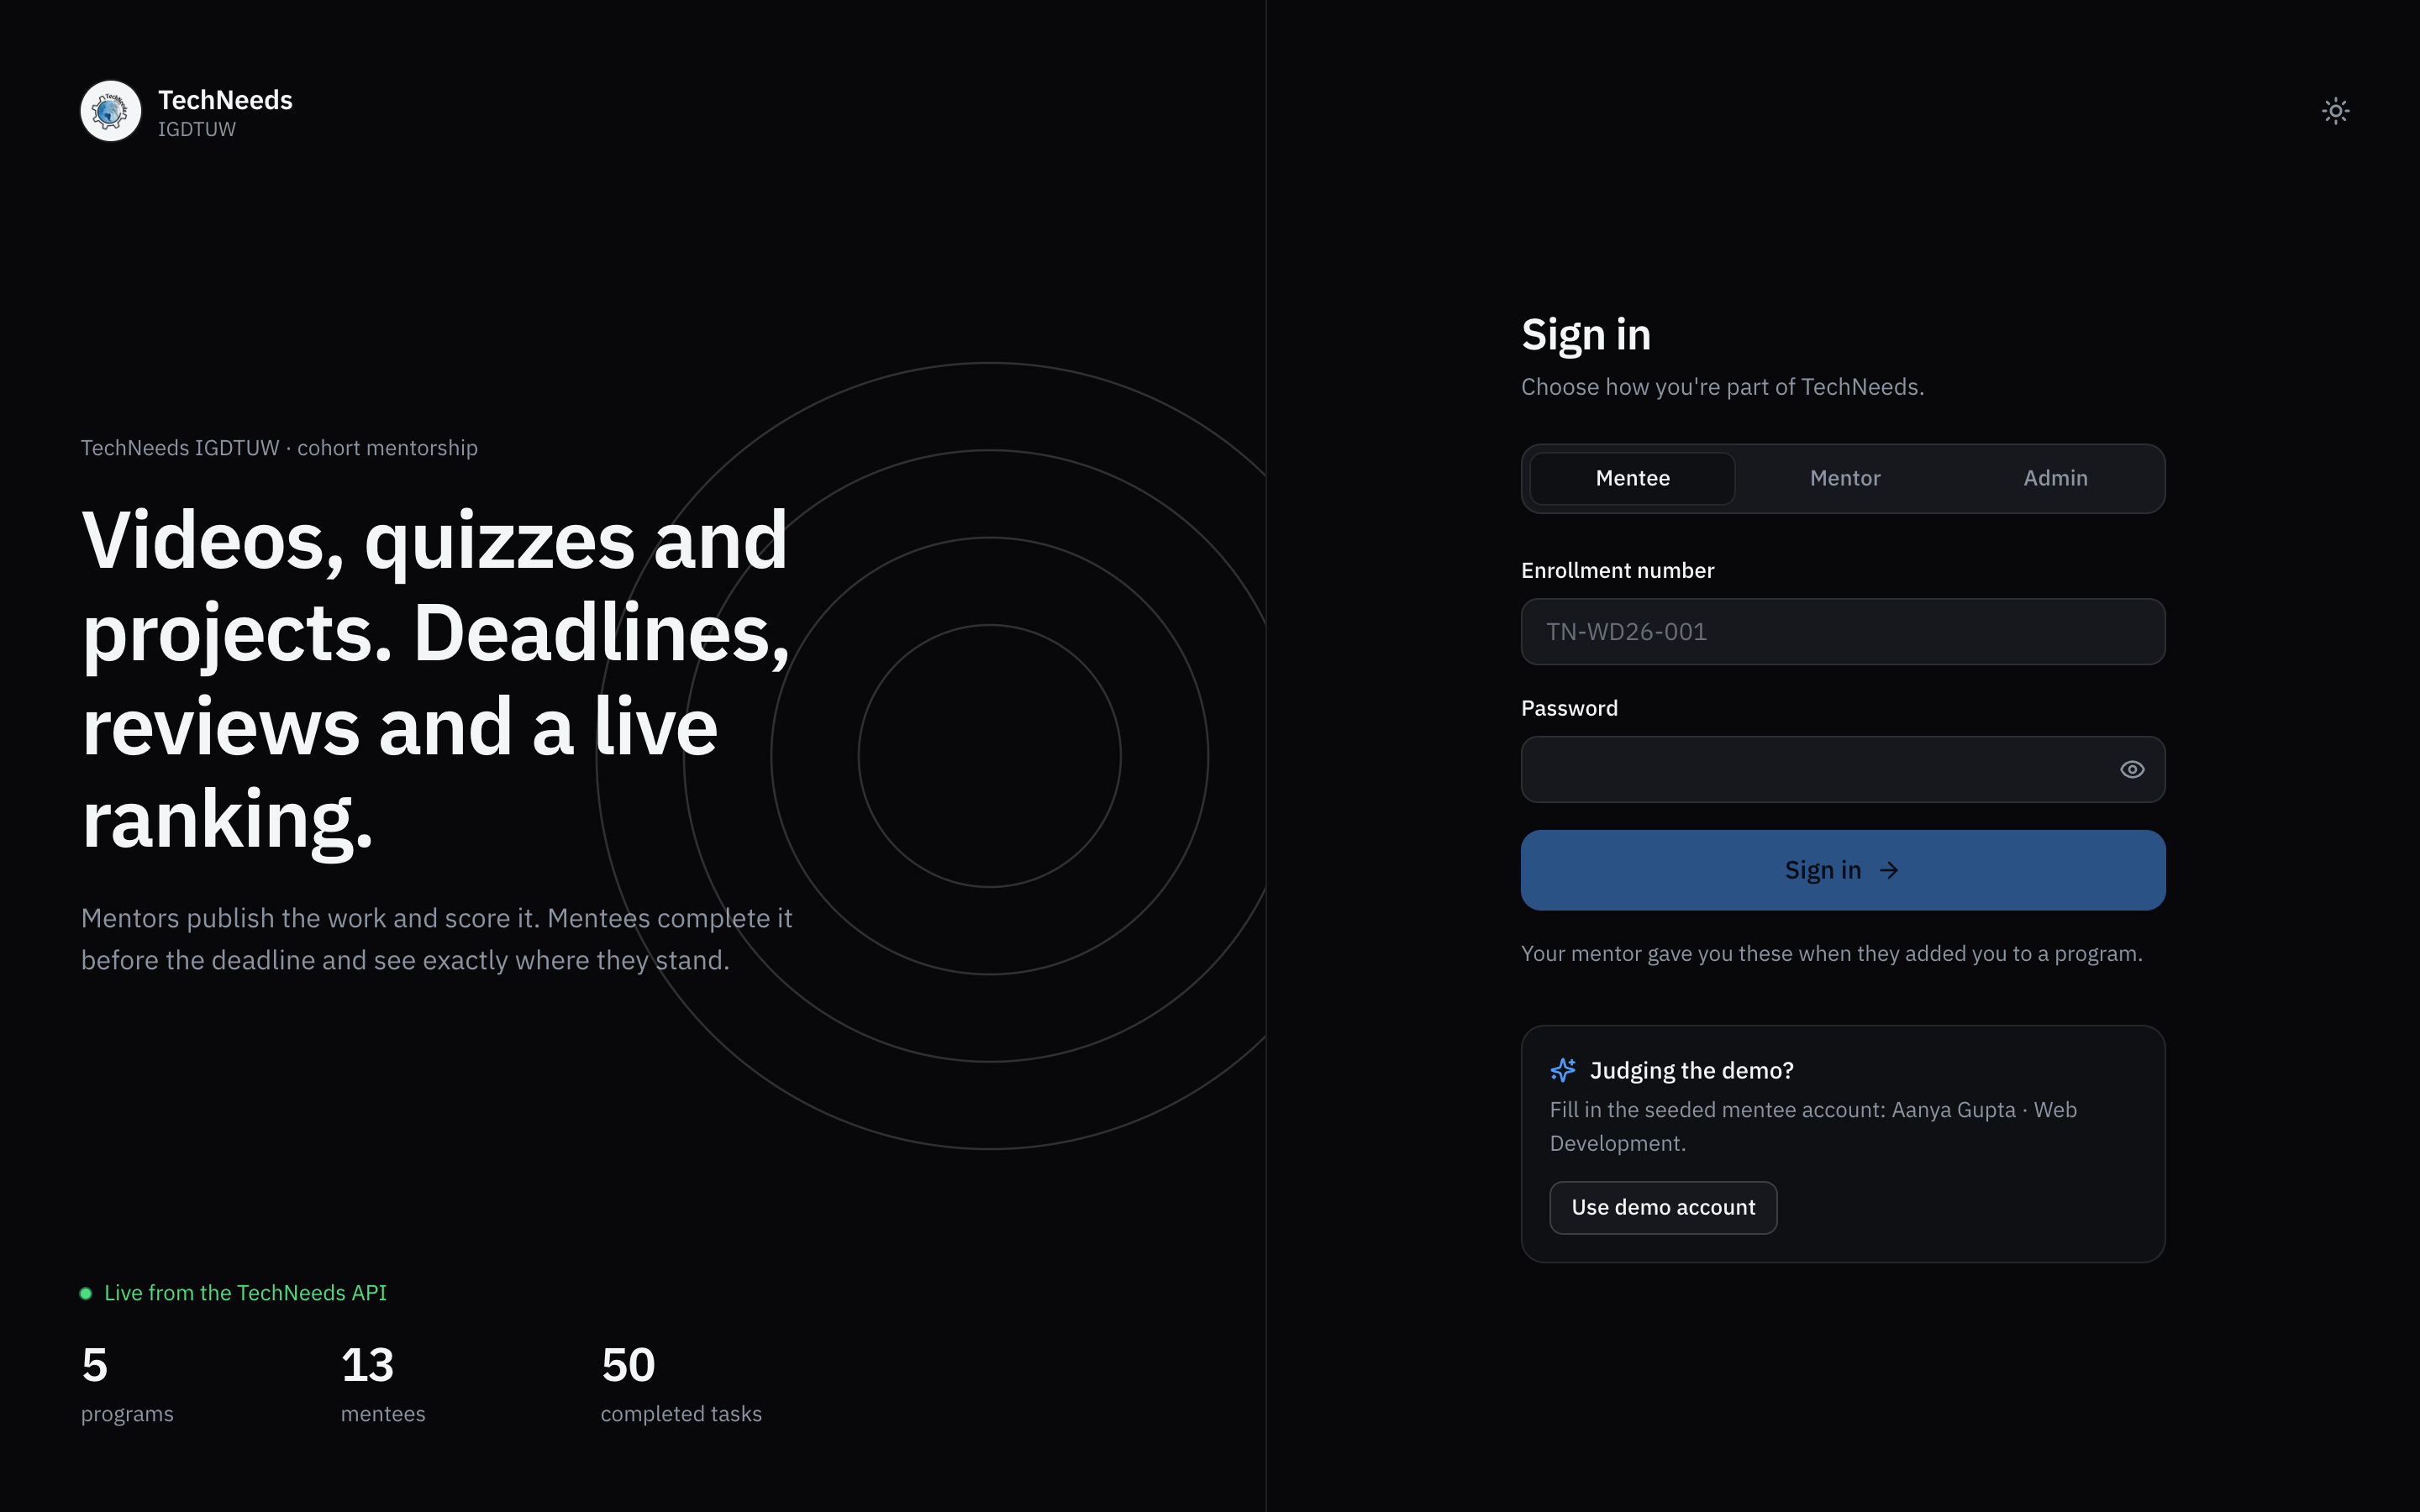 TechNeeds
IGDTUW
TechNeeds IGDTUW · cohort mentorship
Videos, quizzes and
projects. Deadlines,
reviews and a live
ranking.
Mentors publish the work and score it. Mentees complete it
before the deadline and see exactly where they stand.
Live from the TechNeeds API
5
programs
13
mentees
50
completed tasks
Sign in
Choose how you're part of TechNeeds.
Mentee
Mentor
Admin
Enrollment number
TN-WD26-001
Password
Sign in →
Your mentor gave you these when they added you to a program.
Judging the demo?
Fill in the seeded mentee account: Aanya Gupta · Web
Development.
Use demo account